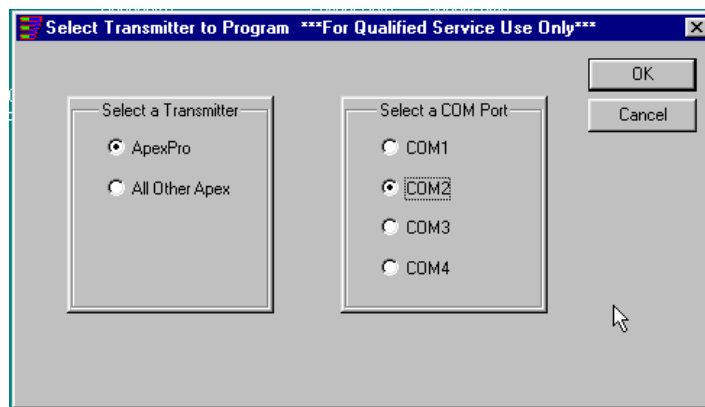 Select Transmitter to Program ***For Qualified Service Use Only***
OK
Cancel
Select a Transmitter
ApexPro
All Other Apex
Select a COM Port
COM1
COM2
COM3
COM4